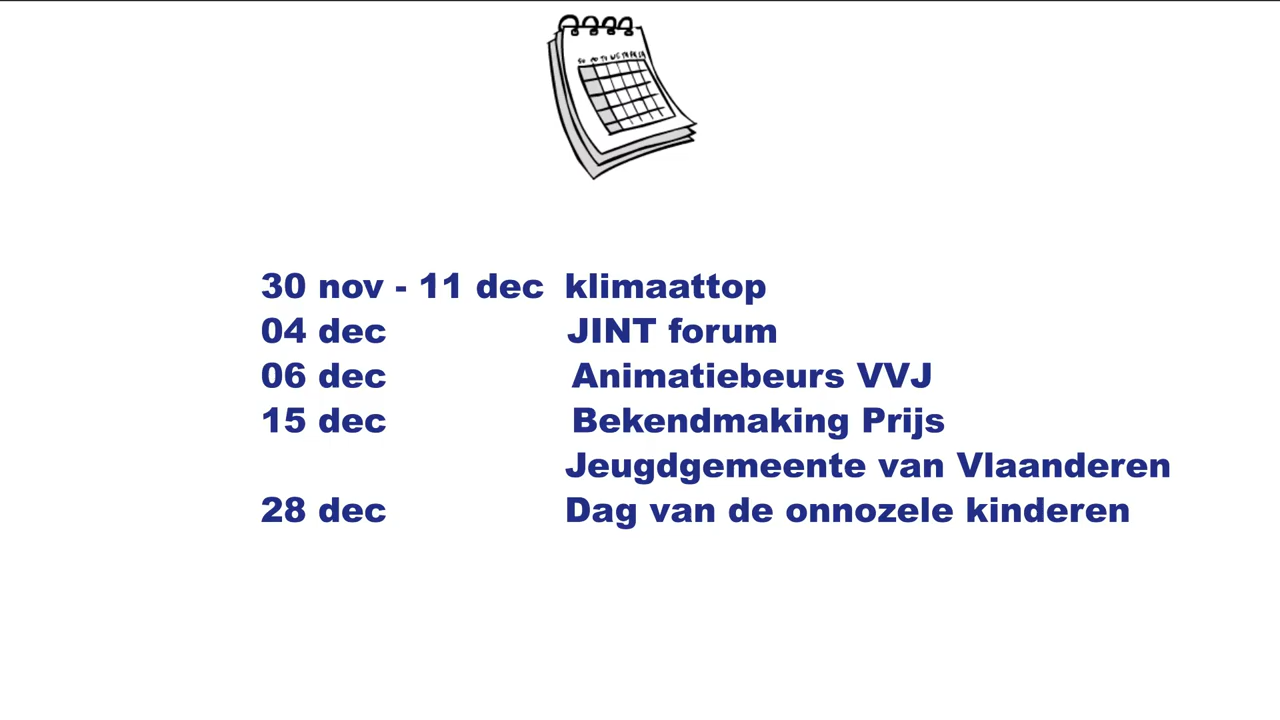 30 nov - 11 dec klimaattop
04 dec JINT forum
06 dec Animatiebeurs VVJ
15 dec Bekendmaking Prijs
Jeugdgemeente van Vlaanderen
28 dec Dag van de onnozele kinderen